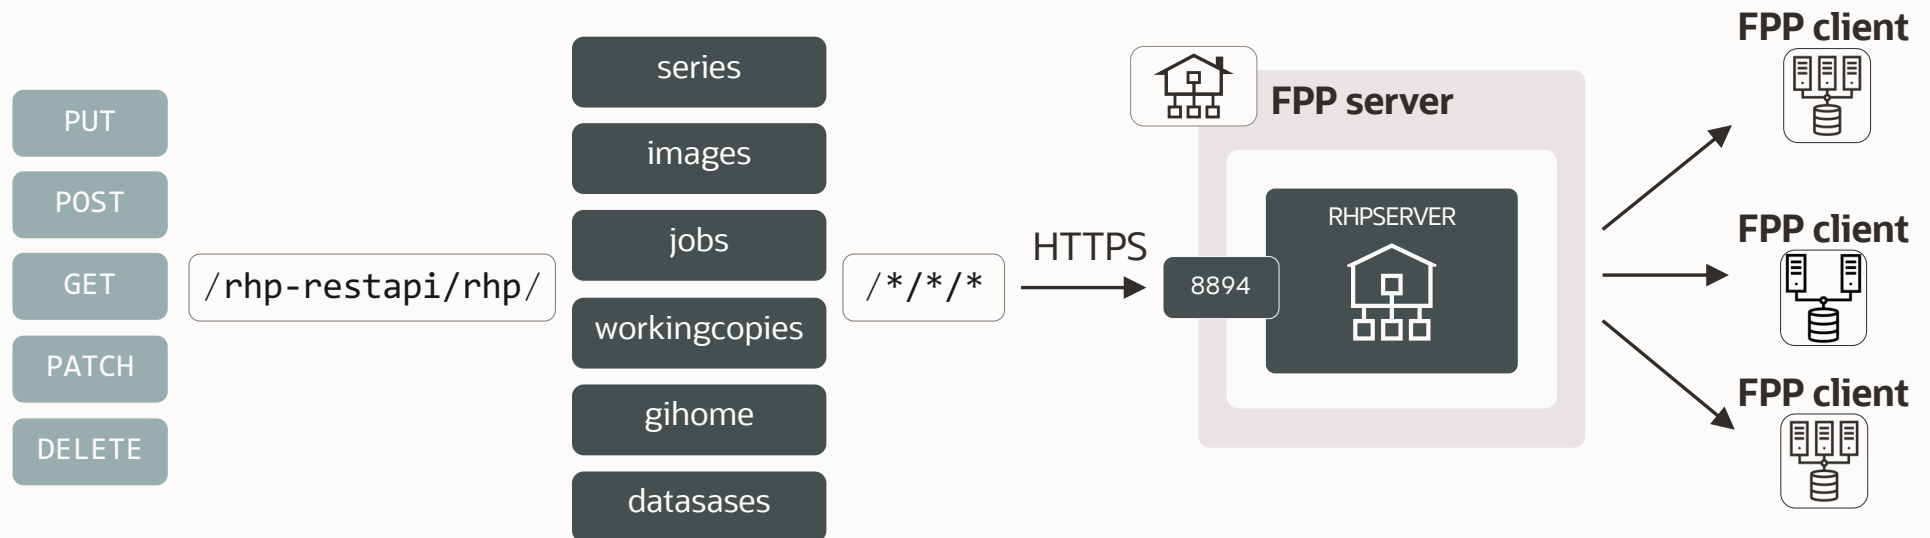 PUT
POST
GET
PATCH
DELETE
/rhp-restapi/rhp/
series
images
jobs
workingcopies
gihome
datasases
/*/*/*
HTTPS
8894
FPP server
RHPSERVER
FPP client
FPP client
FPP client